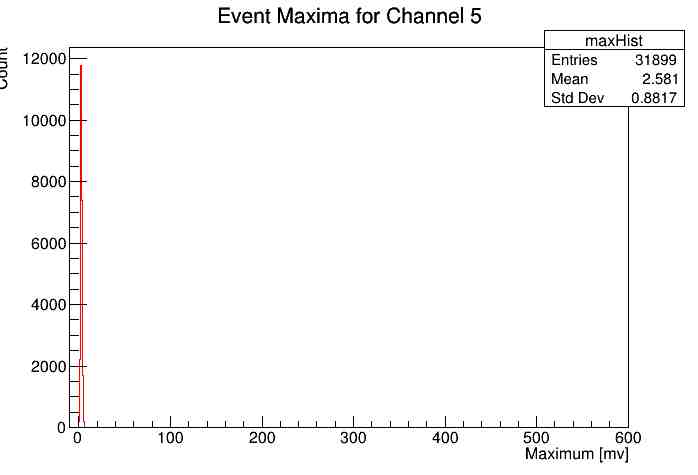 Event Maxima for Channel 5
maxHist
Entries 31899
Mean 2.581
Std Dev 0.8817
Count
12000
10000
8000
6000
4000
2000
0
0 100 200 300 400 500 600
Maximum [mv]